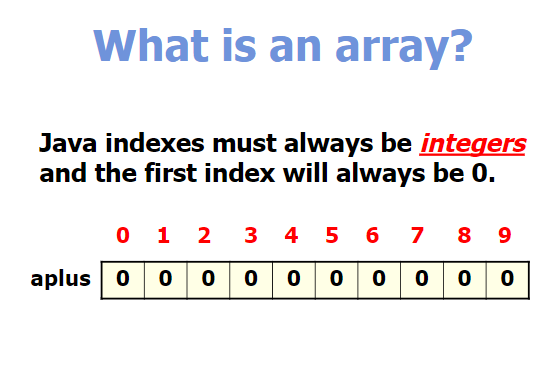 What is an array?
Java indexes must always be integers
and the first index will always be 0.
0 1 2 3 4 5 6 7 8 9
aplus 0 0 0 0 0 0 0 0 0 0